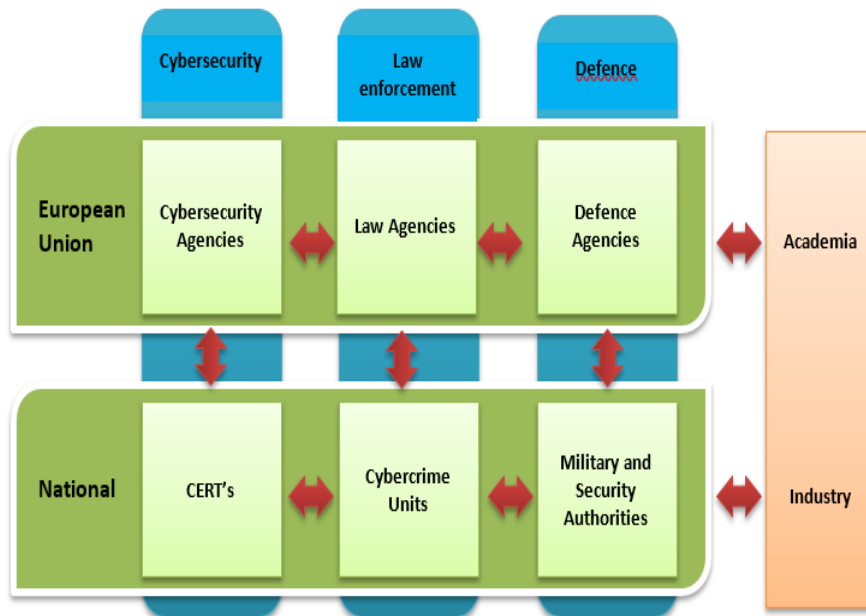 Cybersecurity
Law
enforcement
Defence
European
Union
Cybersecurity
Agencies
Law Agencies
Defence
Agencies
Academia
National
CERT's
Cybercrime
Units
Military and
Security
Authorities
Industry